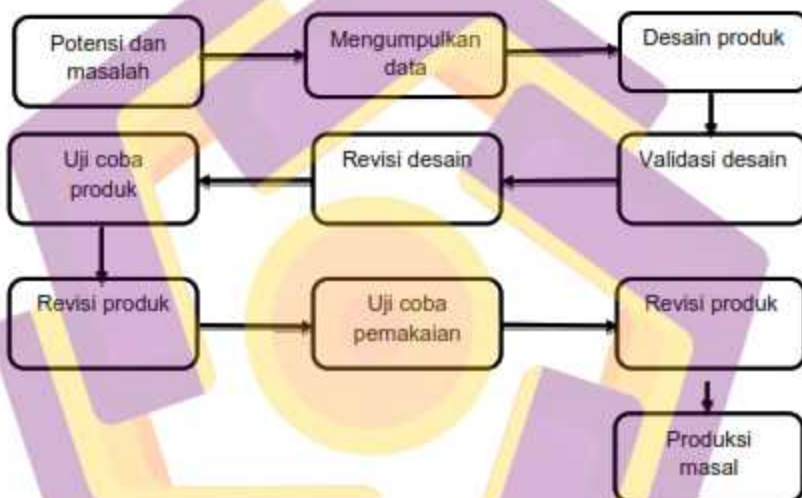 Potensi dan
masalah
Mengumpulkan
data
Desain produk
Validasi desain
Revisi desain
Uji coba
produk
Revisi produk
Uji coba
pemakaian
Revisi produk
Produksi
masal